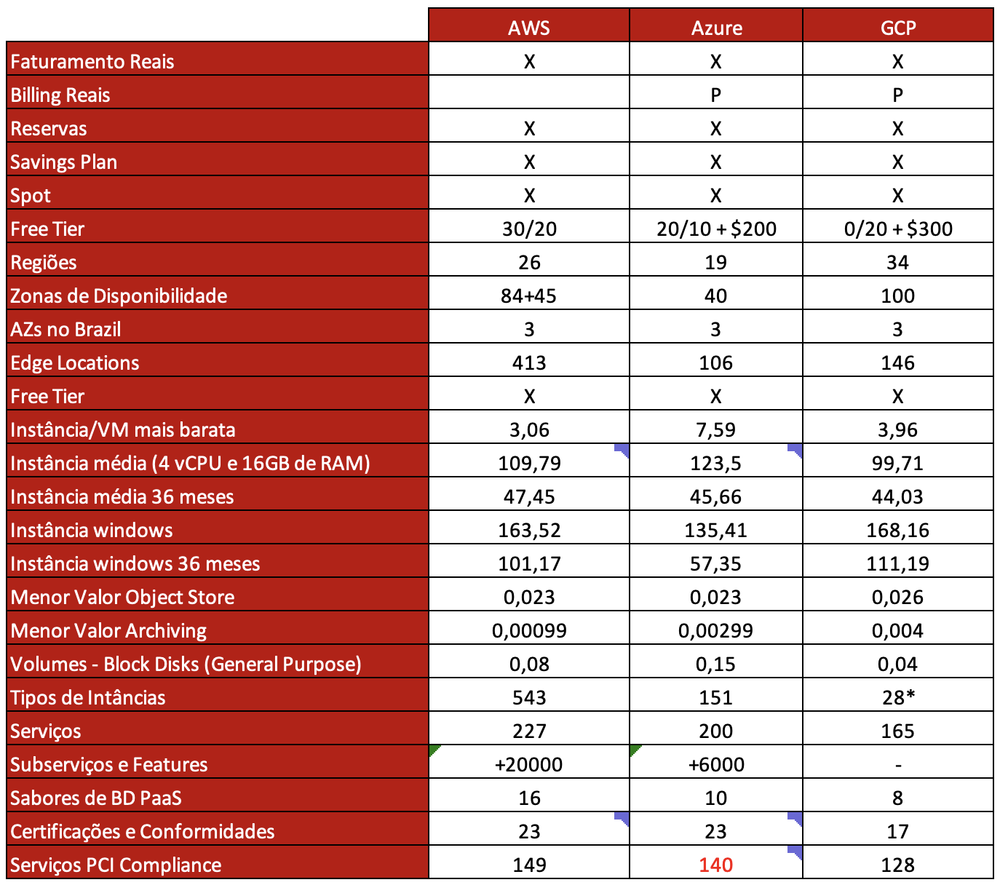 AWS Azure GCP
Faturamento Reais X X X
Billing Reais P P
Reservas X X X
Savings Plan X X X
Spot X X X
Free Tier 30/20 20/10 + $200 0/20 + $300
Regiões 26 19 34
Zonas de Disponibilidade 84+45 40 100
AZs no Brazil 3 3 3
Edge Locations 413 106 146
Free Tier X X X
Instância/VM mais barata 3,06 7,59 3,96
Instância média (4 vCPU e 16GB de RAM) 109,79 123,5 99,71
Instância média 36 meses 47,45 45,66 44,03
Instância windows 163,52 135,41 168,16
Instância windows 36 meses 101,17 57,35 111,19
Menor Valor Object Store 0,023 0,023 0,026
Menor Valor Archiving 0,00099 0,00299 0,004
Volumes - Block Disks (General Purpose) 0,08 0,15 0,04
Tipos de Intâncias 543 151 28*
Serviços 227 200 165
Subserviços e Features +20000 +6000 -
Sabores de BD PaaS 16 10 8
Certificações e Conformidades 23 23 17
Serviços PCI Compliance 149 140 128